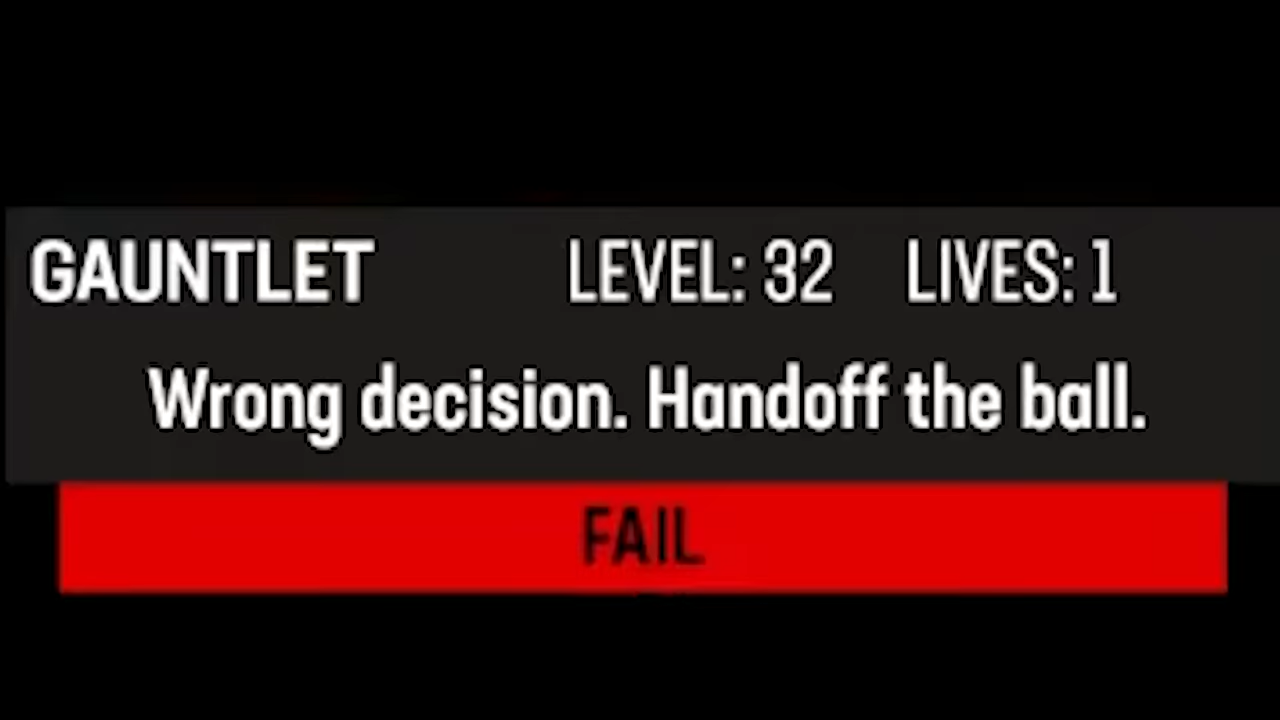 GAUNTLET LEVEL: 32 LIVES: 1
Wrong decision. Handoff the ball.
FAIL